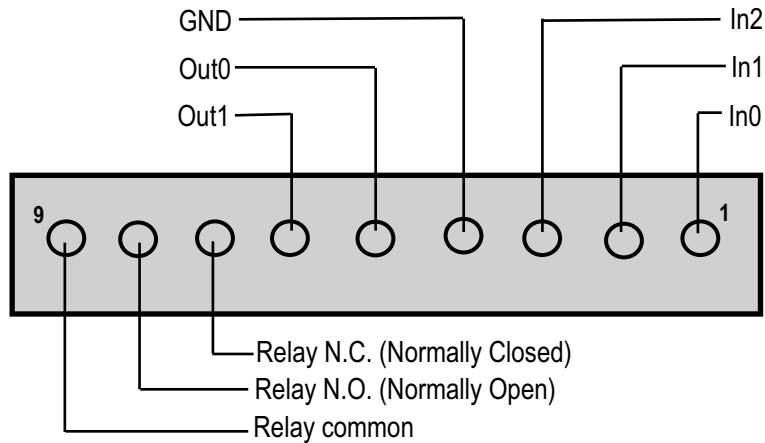 GND
In2
Out0
In1
Out1
In0
9
1
Relay N.C. (Normally Closed)
Relay N.O. (Normally Open)
Relay common